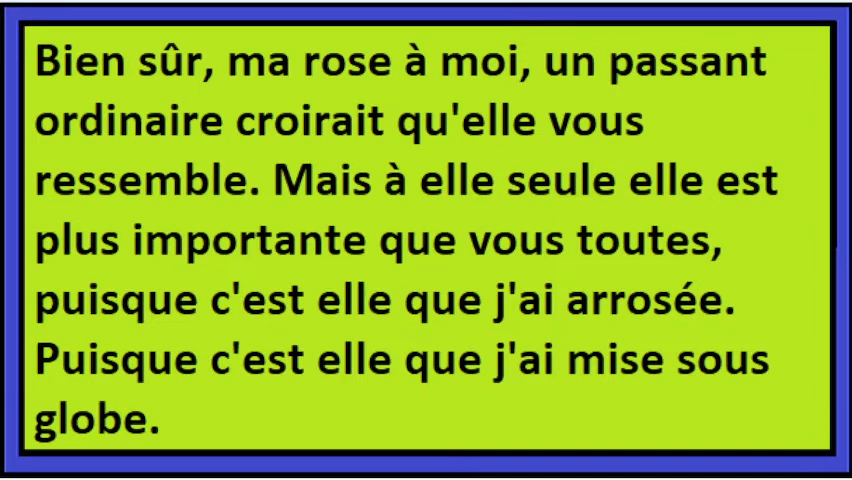 Bien sûr, ma rose à moi, un passant
ordinaire croirait qu'elle vous
ressemble. Mais à elle seule elle est
plus importante que vous toutes,
puisque c'est elle que j'ai arrosée.
Puisque c'est elle que j'ai mise sous
globe.